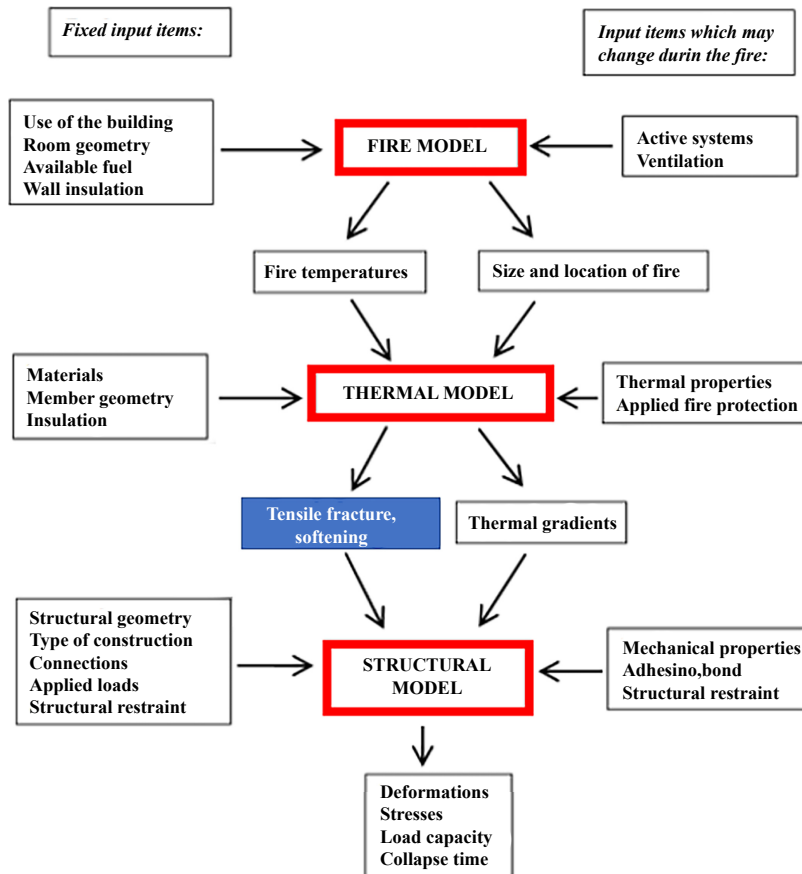 Fixed input items:
Input items which may
change durin the fire:
Use of the building
Room geometry
Available fuel
Wall insulation
FIRE MODEL
Active systems
Ventilation
Fire temperatures
Size and location of fire
Materials
Member geometry
Insulation
THERMAL MODEL
Thermal properties
Applied fire protection
Tensile fracture,
softening
Thermal gradients
Structural geometry
Type of construction
Connections
Applied loads
Structural restraint
STRUCTURAL
MODEL
Mechanical properties
Adhesino,bond
Structural restraint
Deformations
Stresses
Load capacity
Collapse time